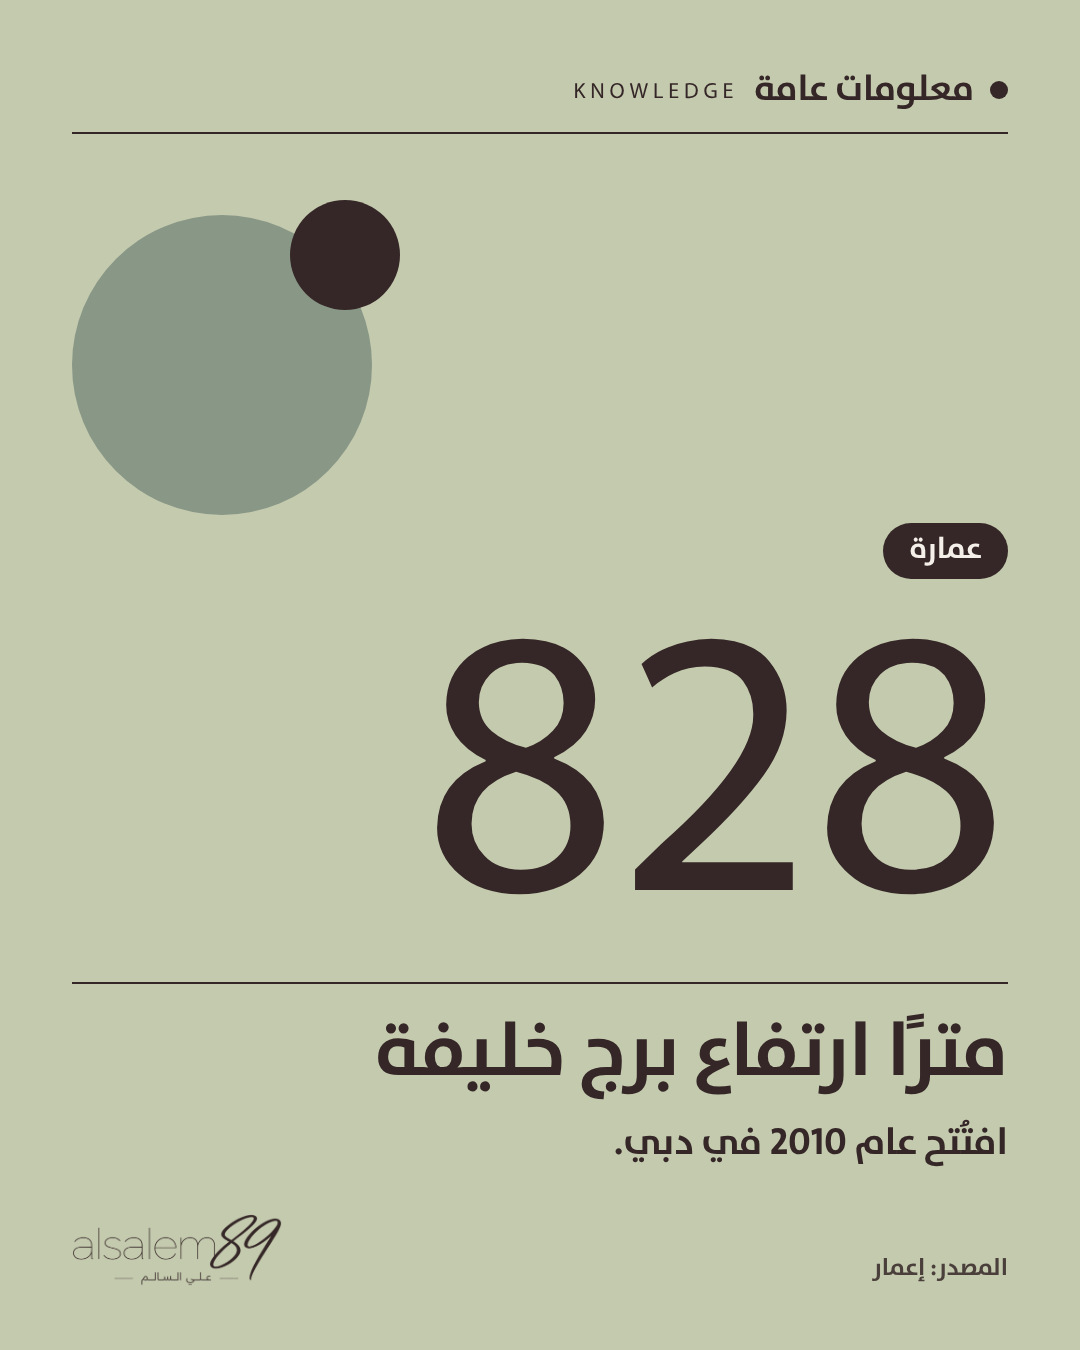 معلومات عامة KNOWLEDGE
عمارة
828
مترًا ارتفاع برج خليفة
افتُتح عام 2010 في دبي.
المصدر: إعمار
alsalem89
علي السالم